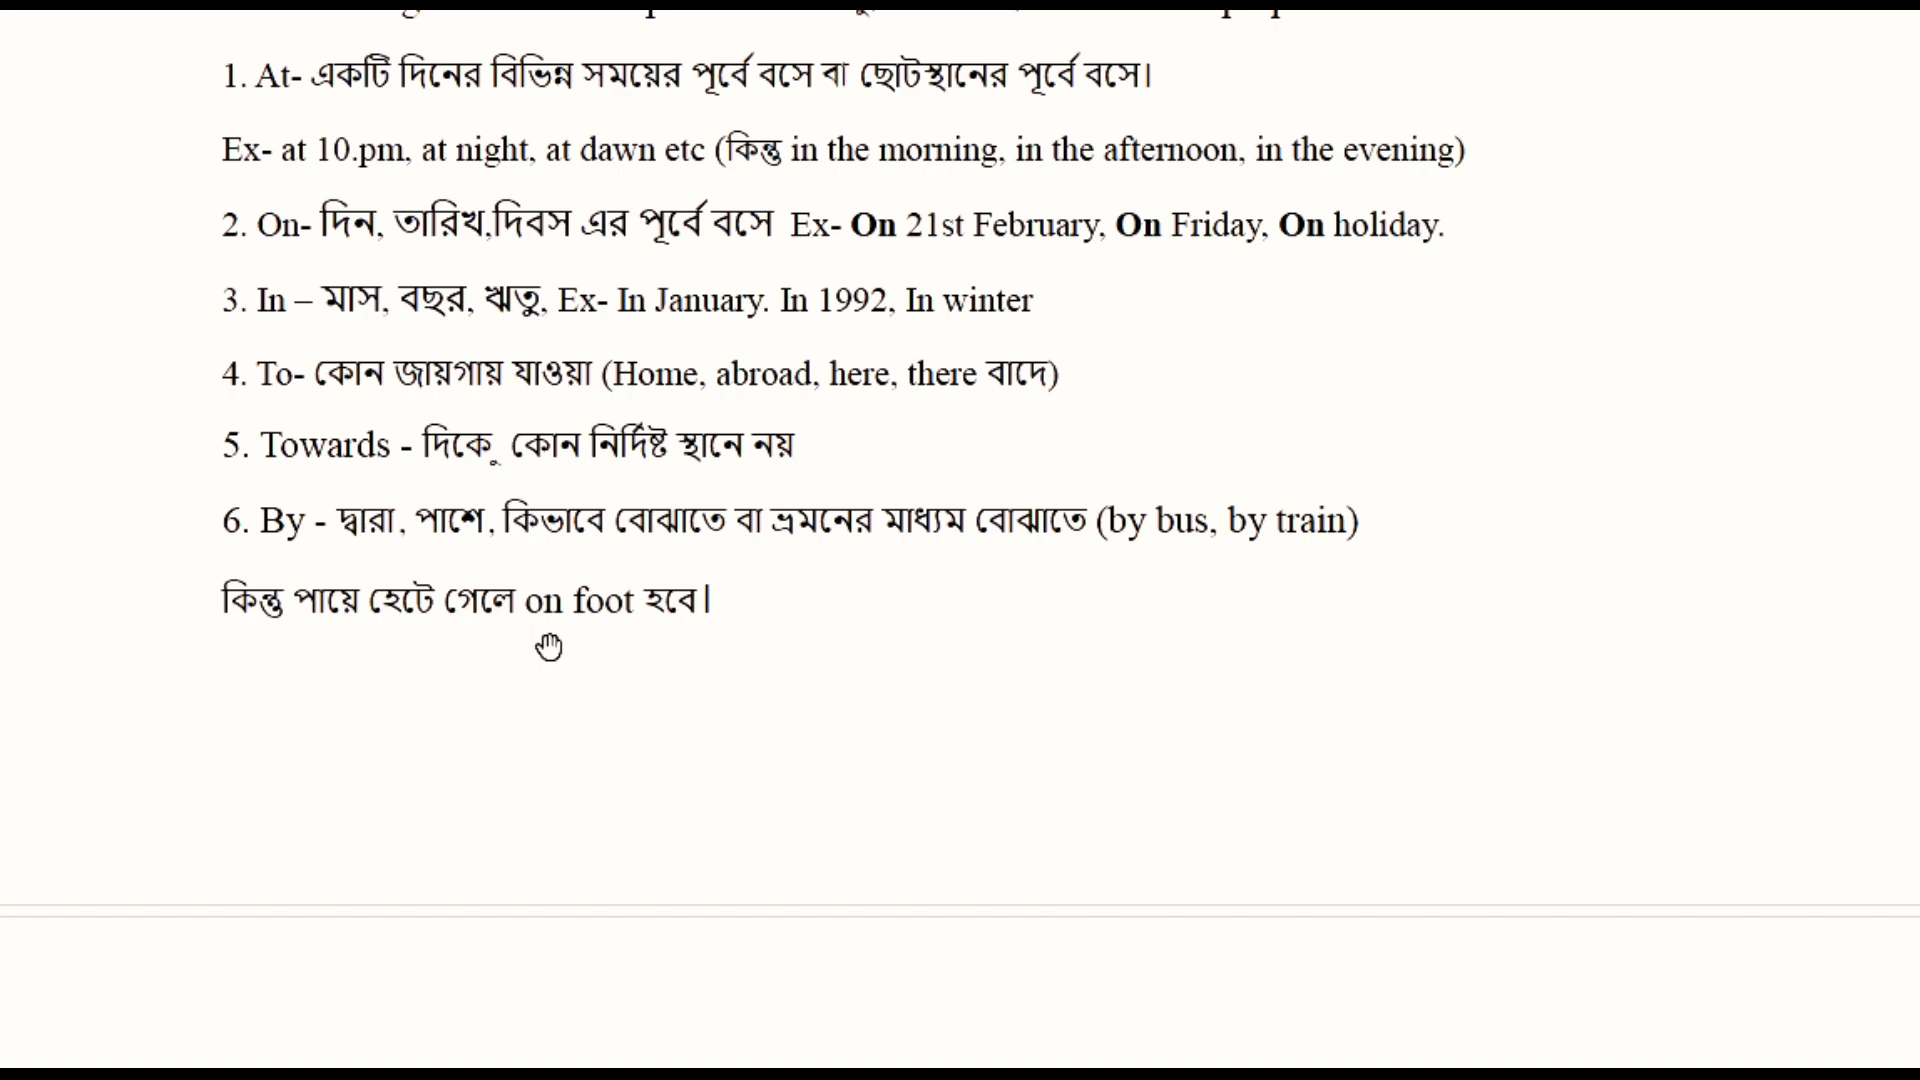 1. At- একটি দিনের বিভিন্ন সময়ের পূর্বে বসে বা ছোটস্থানের পূর্বে বসে।
Ex- at 10.pm, at night, at dawn etc (কিন্তু in the morning, in the afternoon, in the evening)
2. On- দিন, তারিখ,দিবস এর পূর্বে বসে Ex- On 21st February, On Friday, On holiday.
3. In – মাস, বছর, ঋতু, Ex- In January. In 1992, In winter
4. To- কোন জায়গায় যাওয়া (Home, abroad, here, there বাদে)
5. Towards - দিকে ু কোন নির্দিষ্ট স্থানে নয়
6. By - দ্বারা, পাশে, কিভাবে বোঝাতে বা ভ্রমনের মাধ্যম বোঝাতে (by bus, by train)
কিন্তু পায়ে হেটে গেলে on foot হবে।